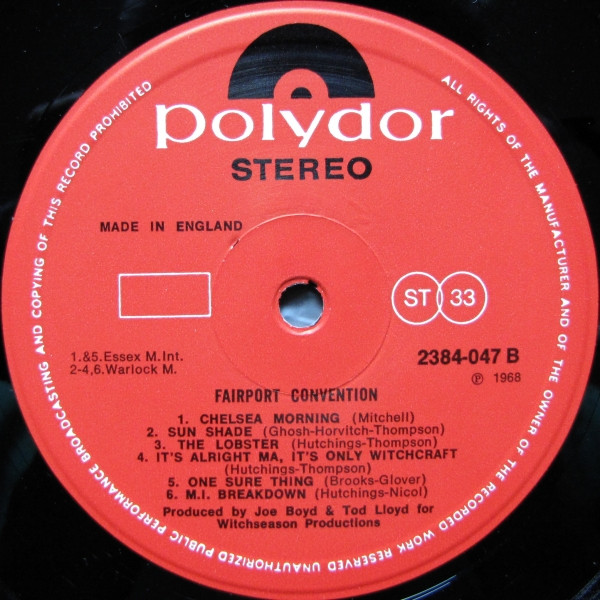 polydor
STEREO
MADE IN ENGLAND
ST 33
1.&5.Essex M.Int.
2-4,6.Warlock M.
2384-047 B
℗ 1968
FAIRPORT CONVENTION
1. CHELSEA MORNING (Mitchell)
2. SUN SHADE (Ghosh-Horvitch-Thompson)
3. THE LOBSTER (Hutchings-Thompson)
4. IT'S ALRIGHT MA, IT'S ONLY WITCHCRAFT
(Hutchings-Thompson)
5. ONE SURE THING (Brooks-Glover)
6. M.I. BREAKDOWN (Hutchings-Nicol)
Produced by Joe Boyd & Tod Lloyd for
Witchseason Productions
ALL RIGHTS OF THE MANUFACTURER AND OF THE OWNER OF THE RECORDED WORK RESERVED UNAUTHORIZED PUBLIC PERFORMANCE BROADCASTING AND COPYING OF THIS RECORD PROHIBITED